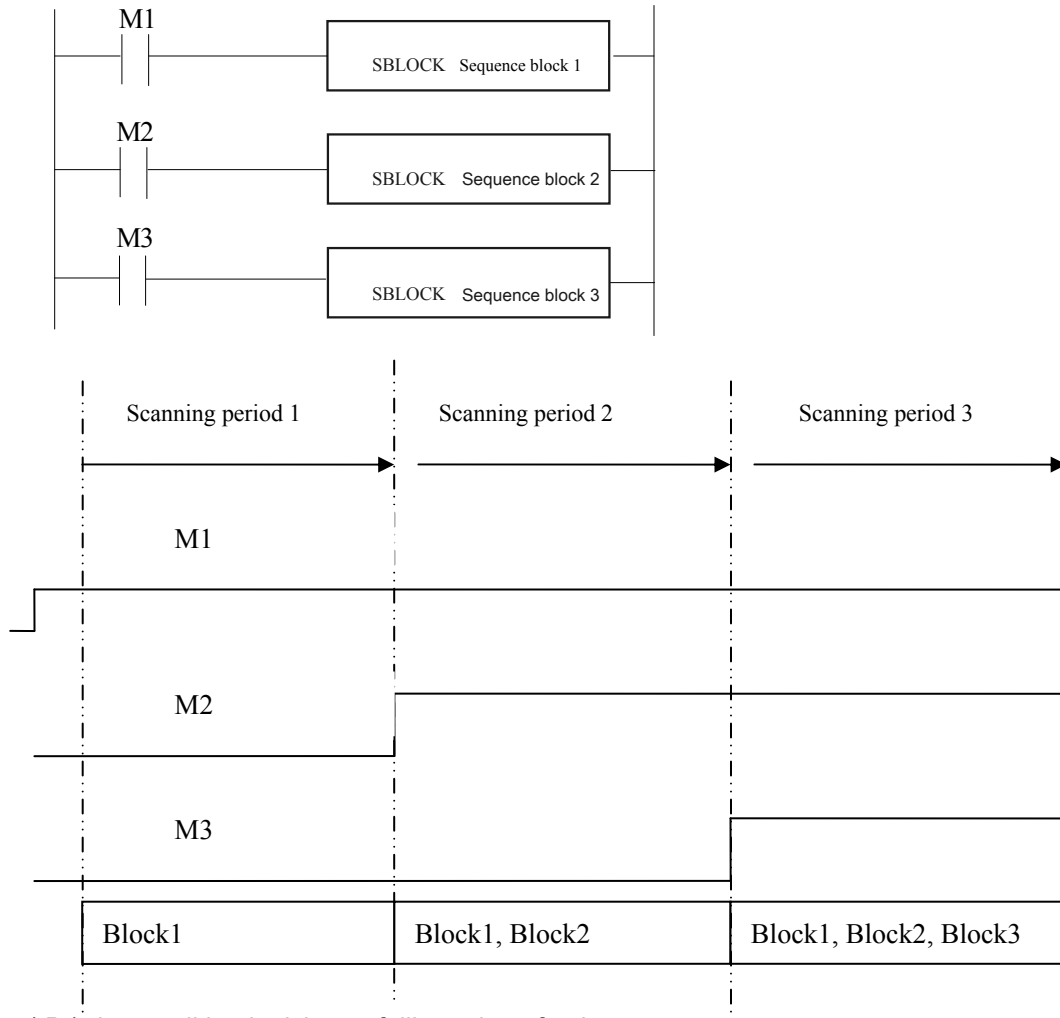 M1
SBLOCK Sequence block 1
M2
SBLOCK Sequence block 2
M3
SBLOCK Sequence block 3
Scanning period 1 Scanning period 2 Scanning period 3
M1
M2
M3
Block1 Block1, Block2 Block1, Block2, Block3